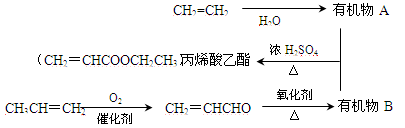 CH₂=CH₂ H₂O 有机物 A
浓 H₂SO₄
(CH₂=CHCOOCH₂CH₃)丙烯酸乙酯 △
CH₃CH=CH₂ O₂ 催化剂 CH₂=CHCHO 氧化剂 △ 有机物 B